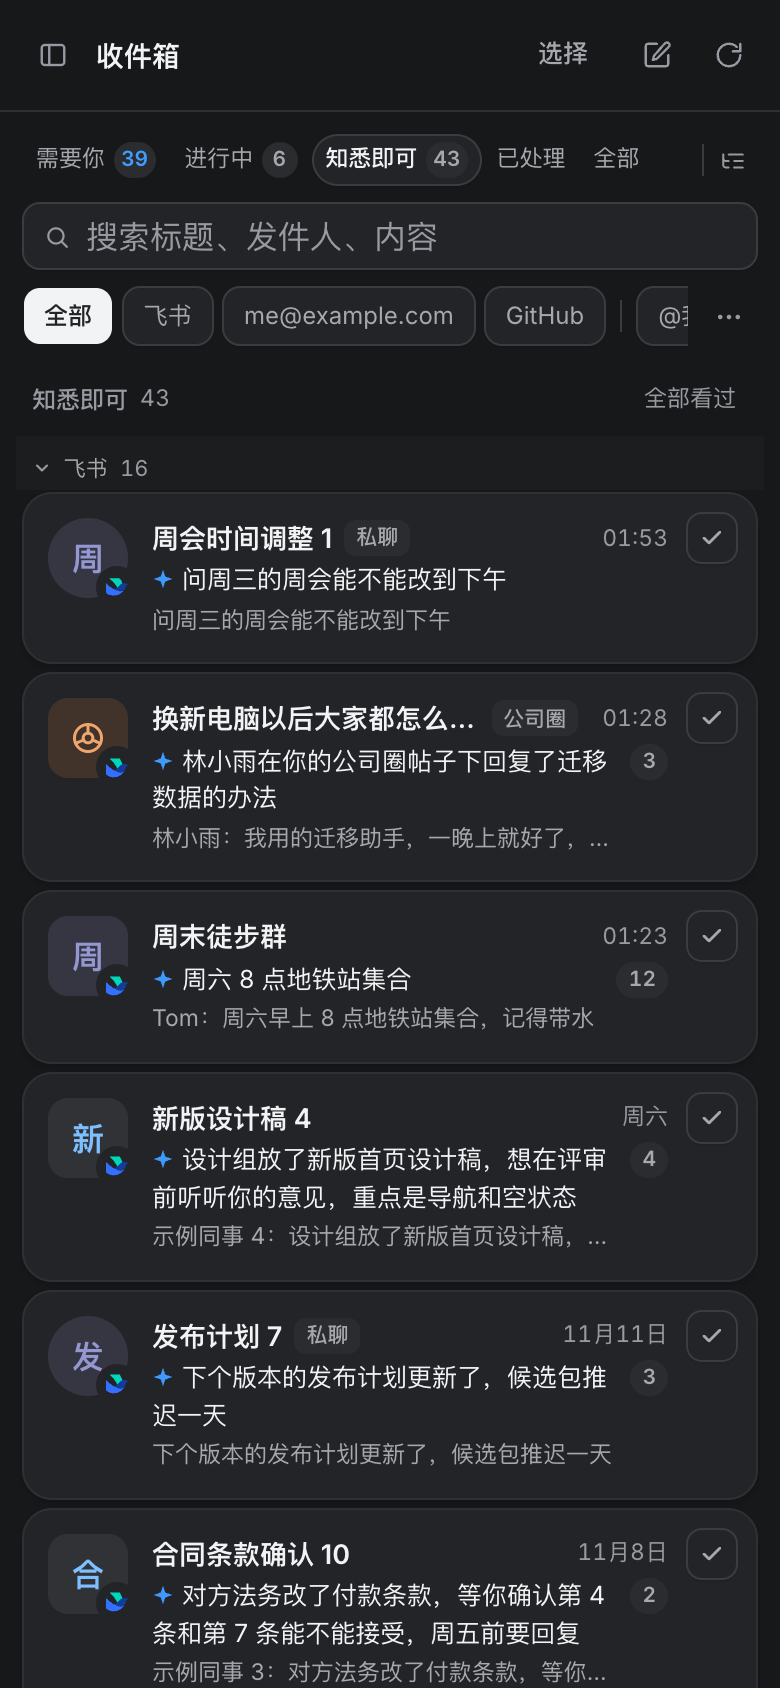 收件箱 选择
需要你 39 进行中 6 知悉即可 43 已处理 全部
搜索标题、发件人、内容
全部 飞书 me@example.com GitHub @
知悉即可 43 全部看过
飞书 16
周 周会时间调整 1 私聊 01:53
问周三的周会能不能改到下午
问周三的周会能不能改到下午
换新电脑以后大家都怎么... 公司圈 01:28
林小雨在你的公司圈帖子下回复了迁移 3
数据的办法
林小雨：我用的迁移助手，一晚上就好了，...
周 周末徒步群 01:23
周六 8 点地铁站集合 12
Tom：周六早上 8 点地铁站集合，记得带水
新 新版设计稿 4 周六
设计组放了新版首页设计稿，想在评审 4
前听听你的意见，重点是导航和空状态
示例同事 4：设计组放了新版首页设计稿，...
发 发布计划 7 私聊 11月11日
下个版本的发布计划更新了，候选包推 3
迟一天
下个版本的发布计划更新了，候选包推迟一天
合 合同条款确认 10 11月8日
对方法务改了付款条款，等你确认第 4 2
条和第 7 条能不能接受，周五前要回复
示例同事 3：对方法务改了付款条款，等你...